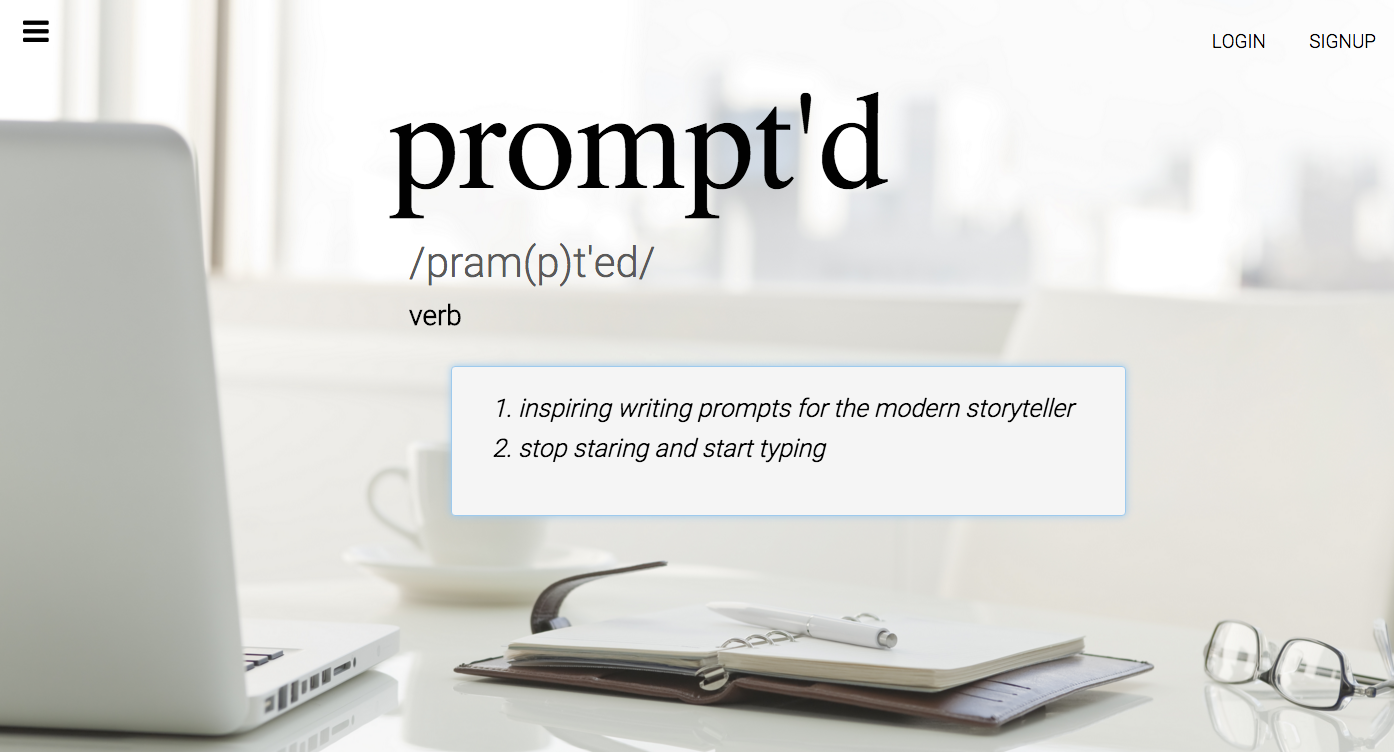 LOGIN SIGNUP
prompt'd
/pram(p)t'ed/
verb
1. inspiring writing prompts for the modern storyteller
2. stop staring and start typing